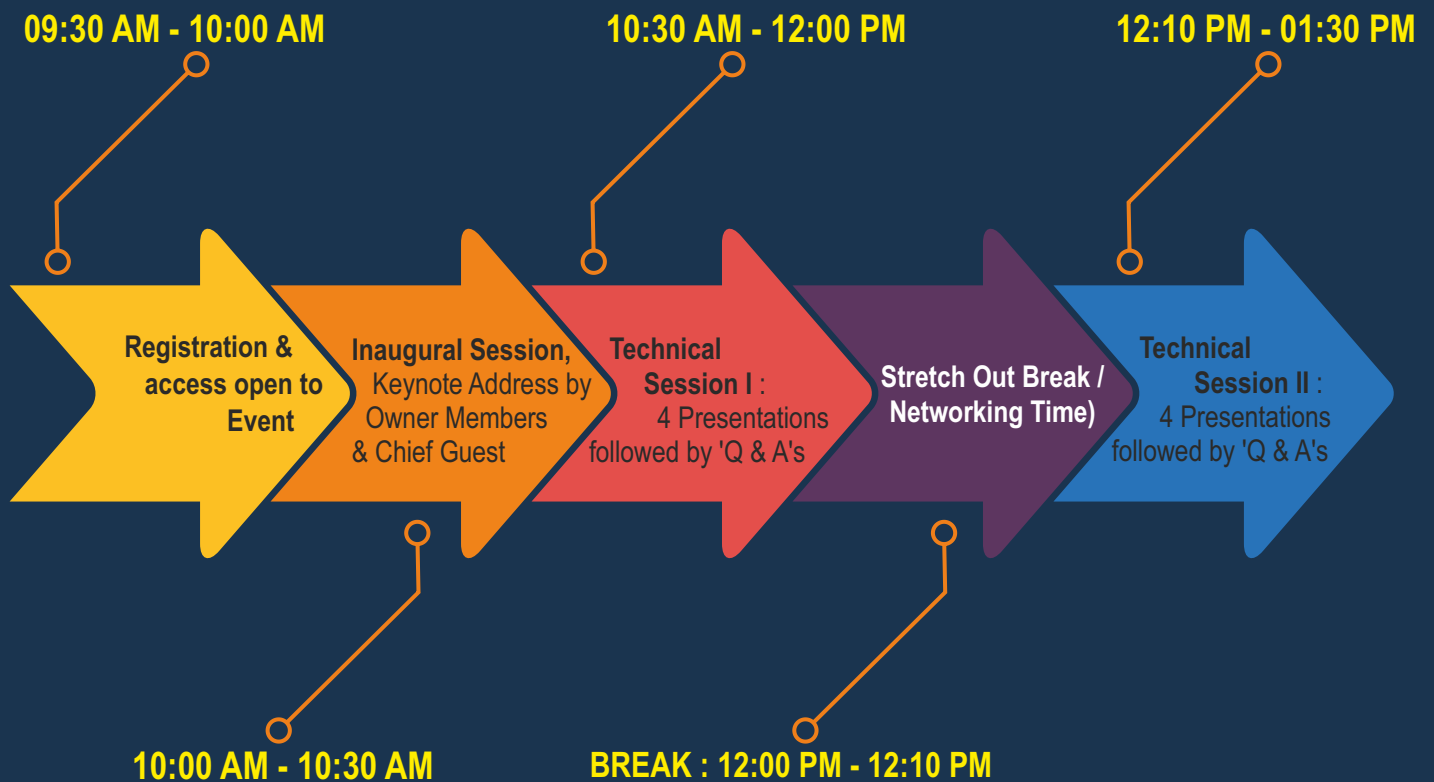 09:30 AM - 10:00 AM
10:30 AM - 12:00 PM
12:10 PM - 01:30 PM
Registration &
access open to
Event
Inaugural Session,
Keynote Address by
Owner Members
& Chief Guest
Technical
Session I :
4 Presentations
followed by 'Q & A's
Stretch Out Break /
Networking Time)
Technical
Session II :
4 Presentations
followed by 'Q & A's
10:00 AM - 10:30 AM
BREAK : 12:00 PM - 12:10 PM